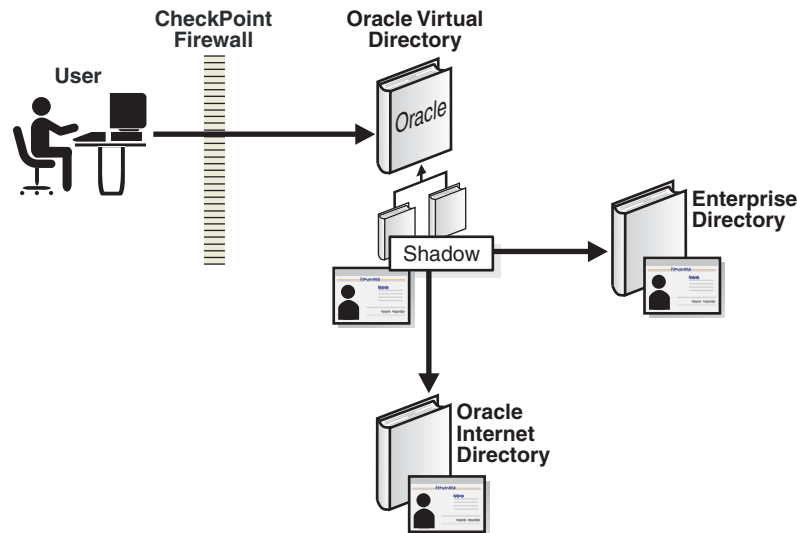 CheckPoint
Firewall
Oracle Virtual
Directory
User
Oracle
Enterprise
Directory
Shadow
Oracle
Internet
Directory